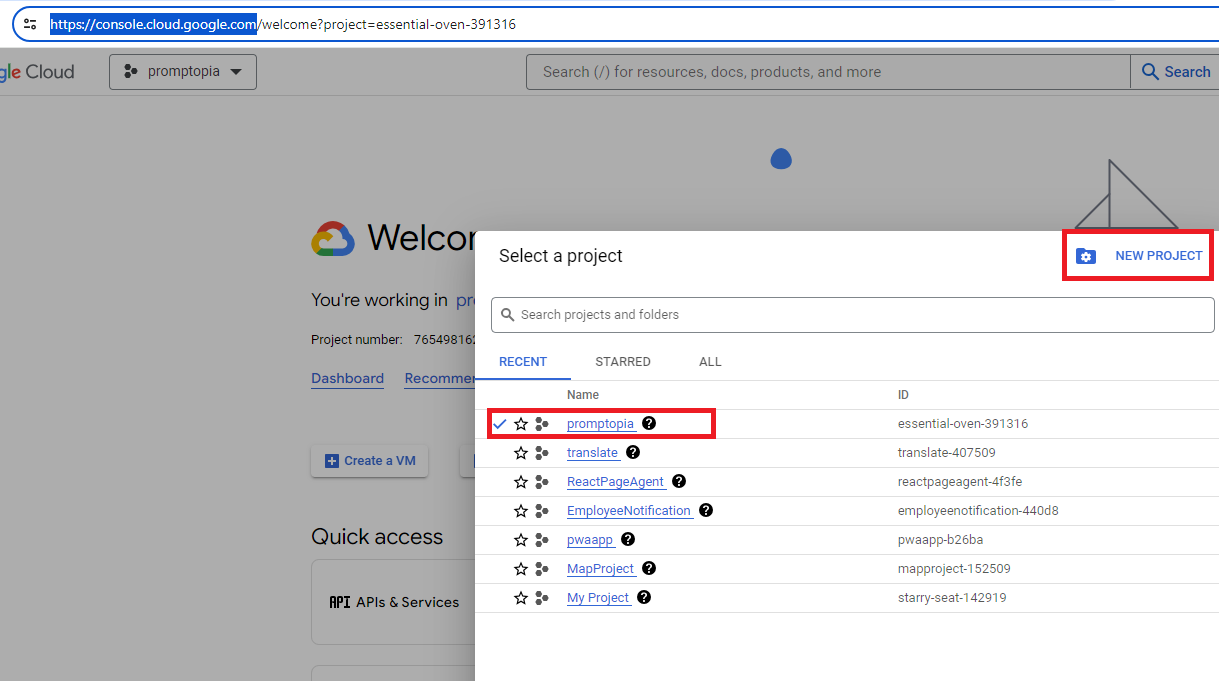 https://console.cloud.google.com/welcome?project=essential-oven-391316
gle Cloud
promptopia
Search (/) for resources, docs, products, and more
Search
Welcor
Select a project
NEW PROJECT
You're working in
Search projects and folders
Project number: 76549816
RECENT STARRED ALL
Dashboard Recommer
Name ID
promptopia essential-oven-391316
translate translate-407509
Create a VM
ReactPageAgent reactpageagent-4f3fe
EmployeeNotification employeenotification-440d8
Quick access
pwaapp pwaapp-b26ba
MapProject mapproject-152509
API APIs & Services
My Project starry-seat-142919